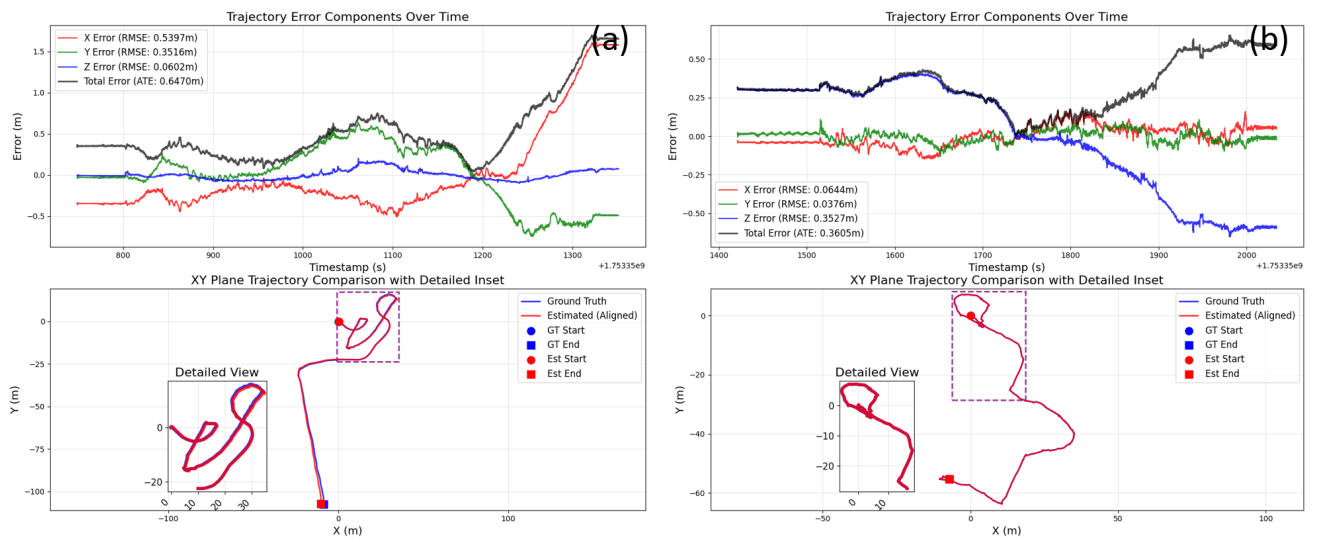 Trajectory Error Components Over Time
(a)
X Error (RMSE: 0.5397m)
Y Error (RMSE: 0.3516m)
Z Error (RMSE: 0.0602m)
Total Error (ATE: 0.6470m)
Error (m)
1.5
1.0
0.5
0.0
−0.5
800
900
1000
1100
1200
1300
Timestamp (s)
+1.75335e9
XY Plane Trajectory Comparison with Detailed Inset
Ground Truth
Estimated (Aligned)
GT Start
GT End
Est Start
Est End
Y (m)
0
−25
−50
−75
−100
Detailed View
0
−20
0
10
20
30
−100
0
100
X (m)
Trajectory Error Components Over Time
(b)
Error (m)
0.50
0.25
0.00
−0.25
−0.50
X Error (RMSE: 0.0644m)
Y Error (RMSE: 0.0376m)
Z Error (RMSE: 0.3527m)
Total Error (ATE: 0.3605m)
1400
1500
1600
1700
1800
1900
2000
Timestamp (s)
+1.75335e9
XY Plane Trajectory Comparison with Detailed Inset
Ground Truth
Estimated (Aligned)
GT Start
GT End
Est Start
Est End
Y (m)
0
−20
−40
−60
Detailed View
0
−10
−20
0
10
−50
0
50
100
X (m)